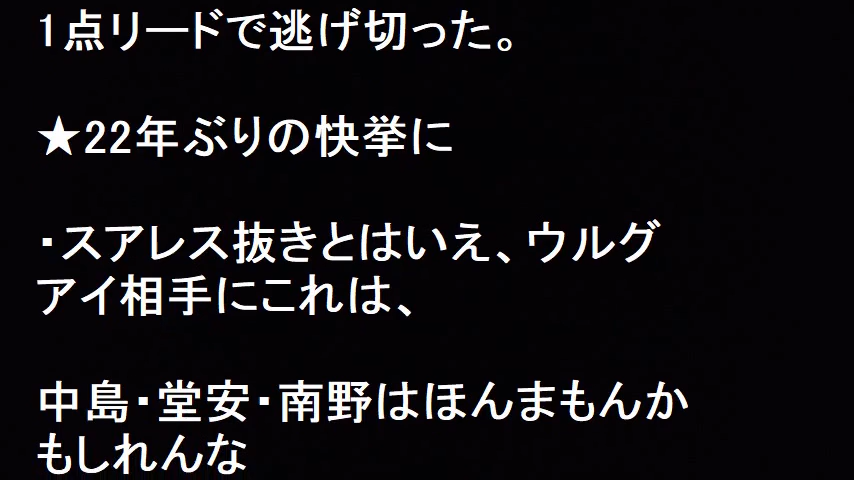 1点リードで逃げ切った。
★22年ぶりの快挙に
・スアレス抜きとはいえ、ウルグ
アイ相手にこれは、
中島・堂安・南野はほんまもんか
もしれんな